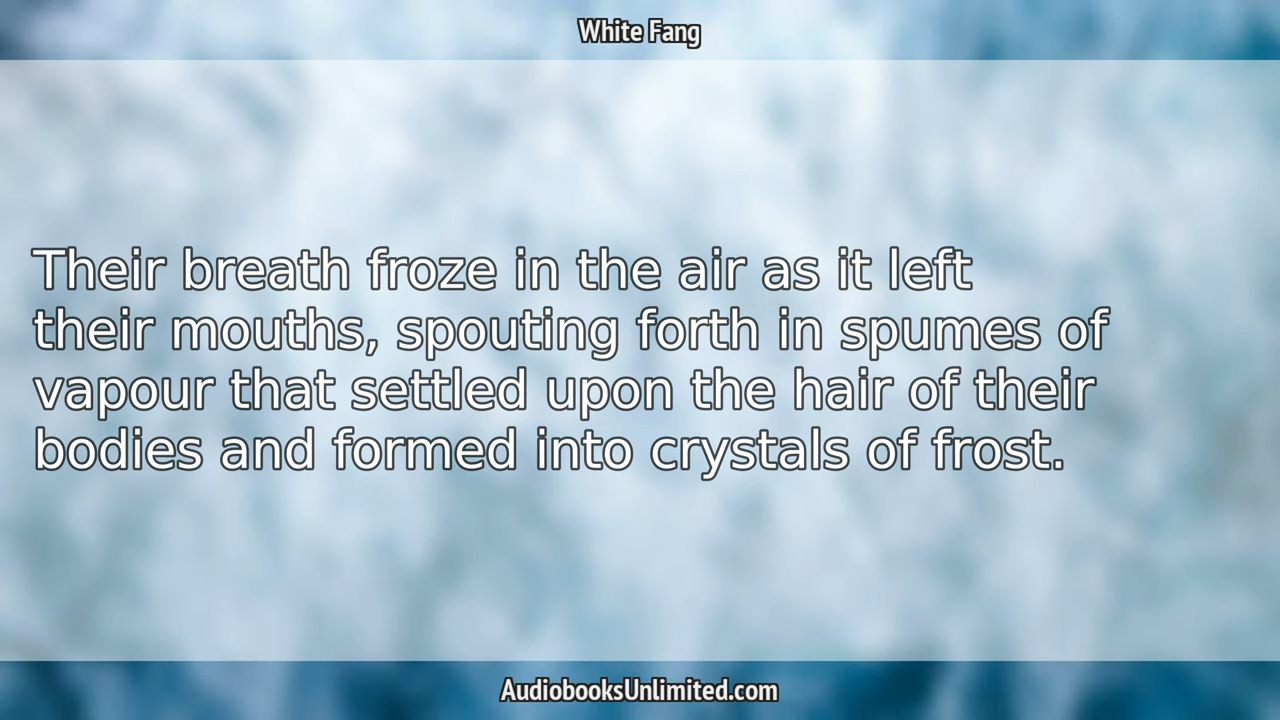 White Fang
Their breath froze in the air as it left
their mouths, spouting forth in spumes of
vapour that settled upon the hair of their
bodies and formed into crystals of frost.
AudiobooksUnlimited.com